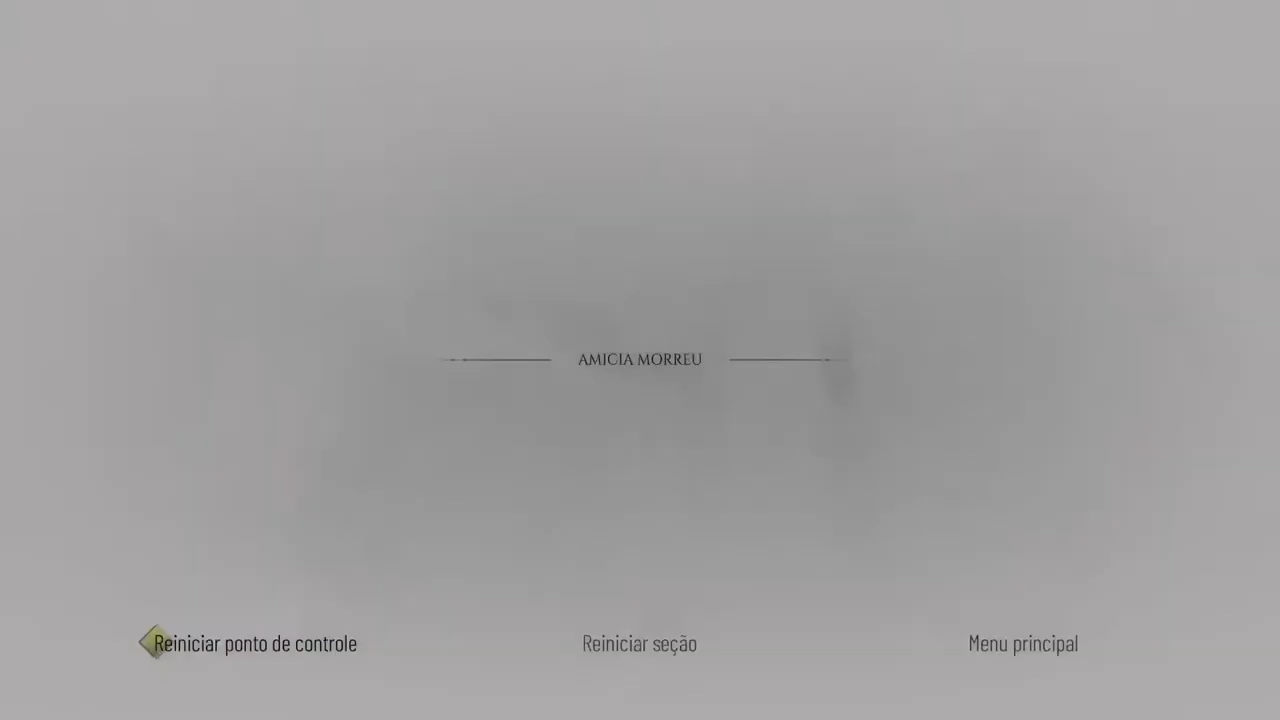 AMICIA MORREU
Reiniciar ponto de controle
Reiniciar seção
Menu principal